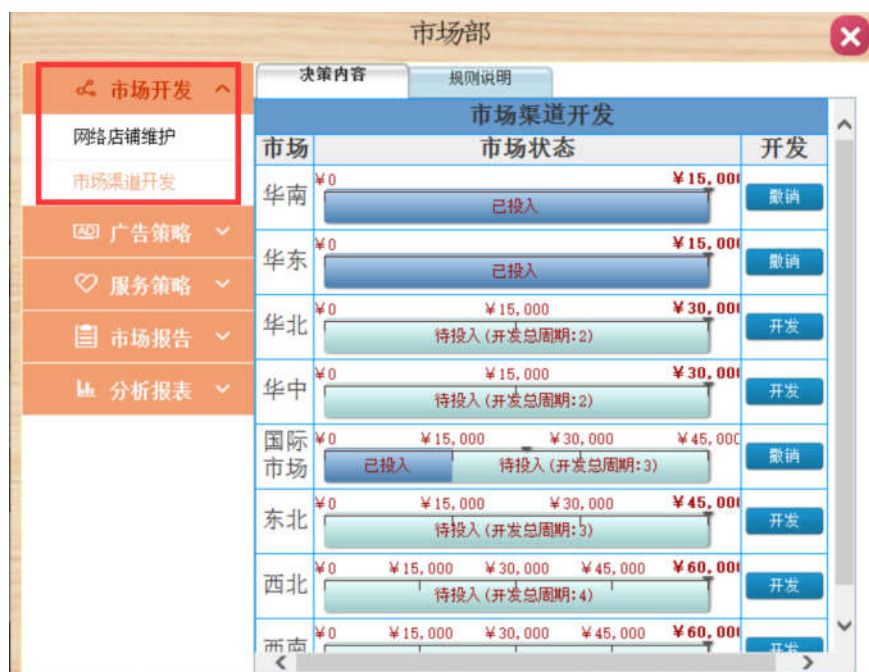 市场部
市场开发
网络店铺维护
市场渠道开发
广告策略
服务策略
市场报告
分析报表
决策内容 规则说明
市场渠道开发
市场 市场状态 开发
华南 ¥0 ¥15,00 已投入 撤销
华东 ¥0 ¥15,00 已投入 撤销
华北 ¥0 ¥15,000 ¥30,00 待投入(开发总周期:2) 开发
华中 ¥0 ¥15,000 ¥30,00 待投入(开发总周期:2) 开发
国际市场 ¥0 ¥15,000 ¥30,000 ¥45,000 已投入 待投入(开发总周期:3) 撤销
东北 ¥0 ¥15,000 ¥30,000 ¥45,00 待投入(开发总周期:3) 开发
西北 ¥0 ¥15,000 ¥30,000 ¥45,000 ¥60,00 待投入(开发总周期:4) 开发
西南 ¥0 ¥15,000 ¥30,000 ¥45,000 ¥60,00 开发